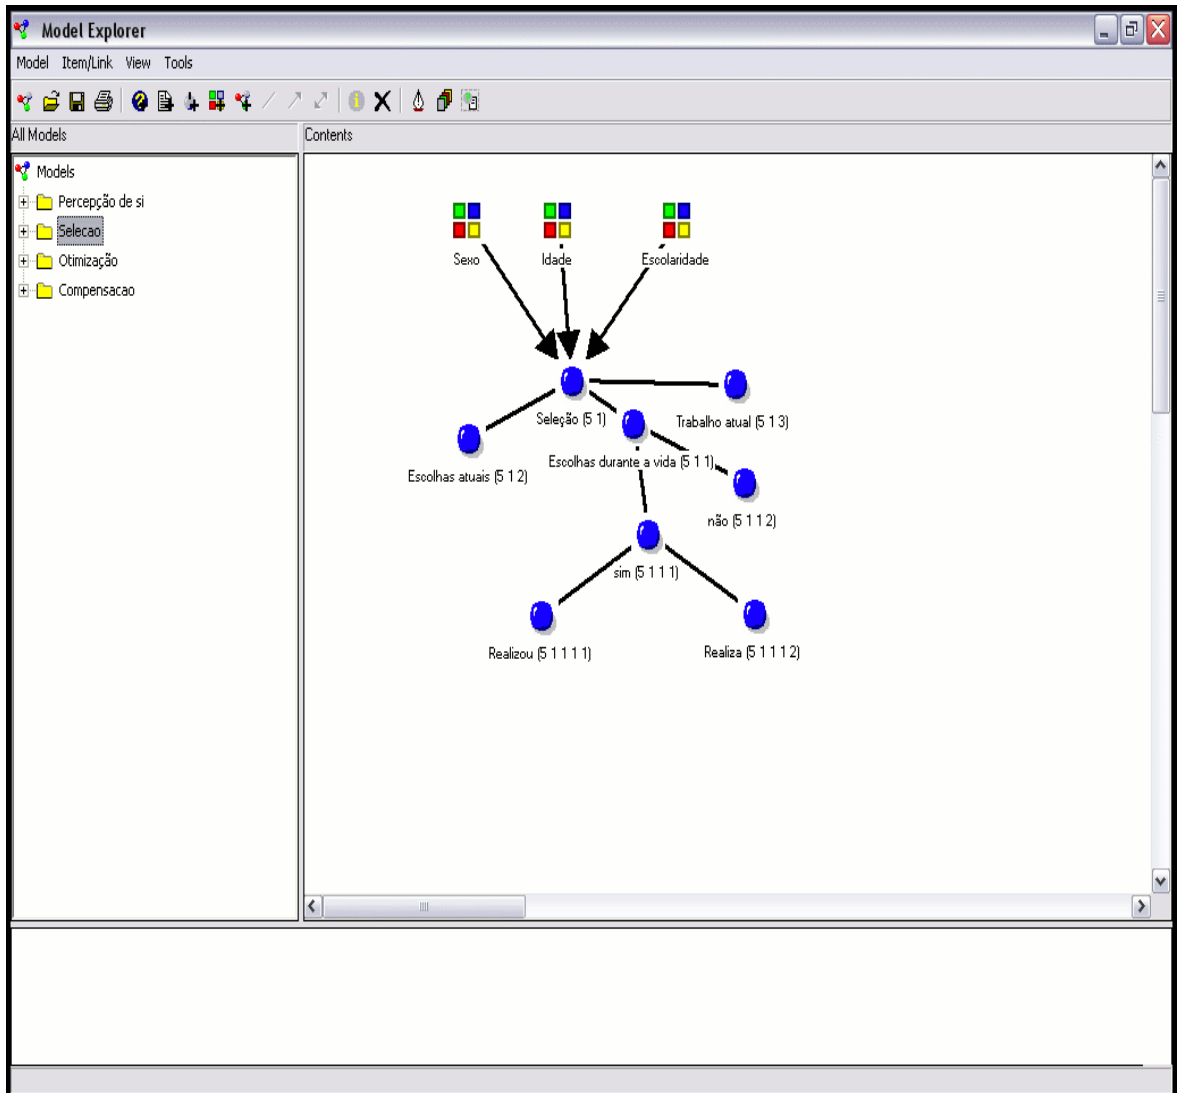 Model Explorer
Model Item/Link View Tools
All Models
Contents
Models
Percepção de si
Selecao
Otimização
Compensacao
Sexo
Idade
Escolaridade
Seleção (5 1)
Trabalho atual (5 1 3)
Escolhas durante a vida (5 1 1)
Escolhas atuais (5 1 2)
não (5 1 1 2)
sim (5 1 1 1)
Realizou (5 1 1 1 1)
Realiza (5 1 1 1 2)